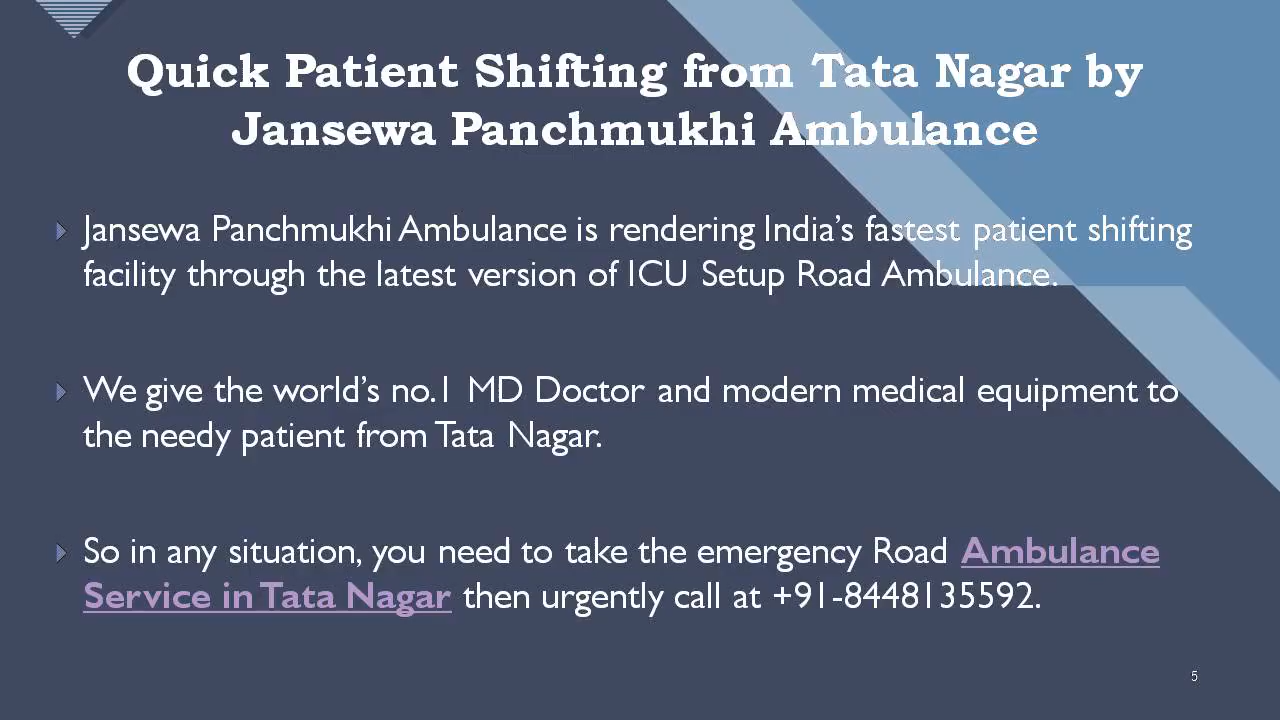 Quick Patient Shifting from Tata Nagar by
Jansewa Panchmukhi Ambulance
Jansewa Panchmukhi Ambulance is rendering India’s fastest patient shifting
facility through the latest version of ICU Setup Road Ambulance.
We give the world’s no.1 MD Doctor and modern medical equipment to
the needy patient from Tata Nagar.
So in any situation, you need to take the emergency Road Ambulance
Service in Tata Nagar then urgently call at +91-8448135592.
5